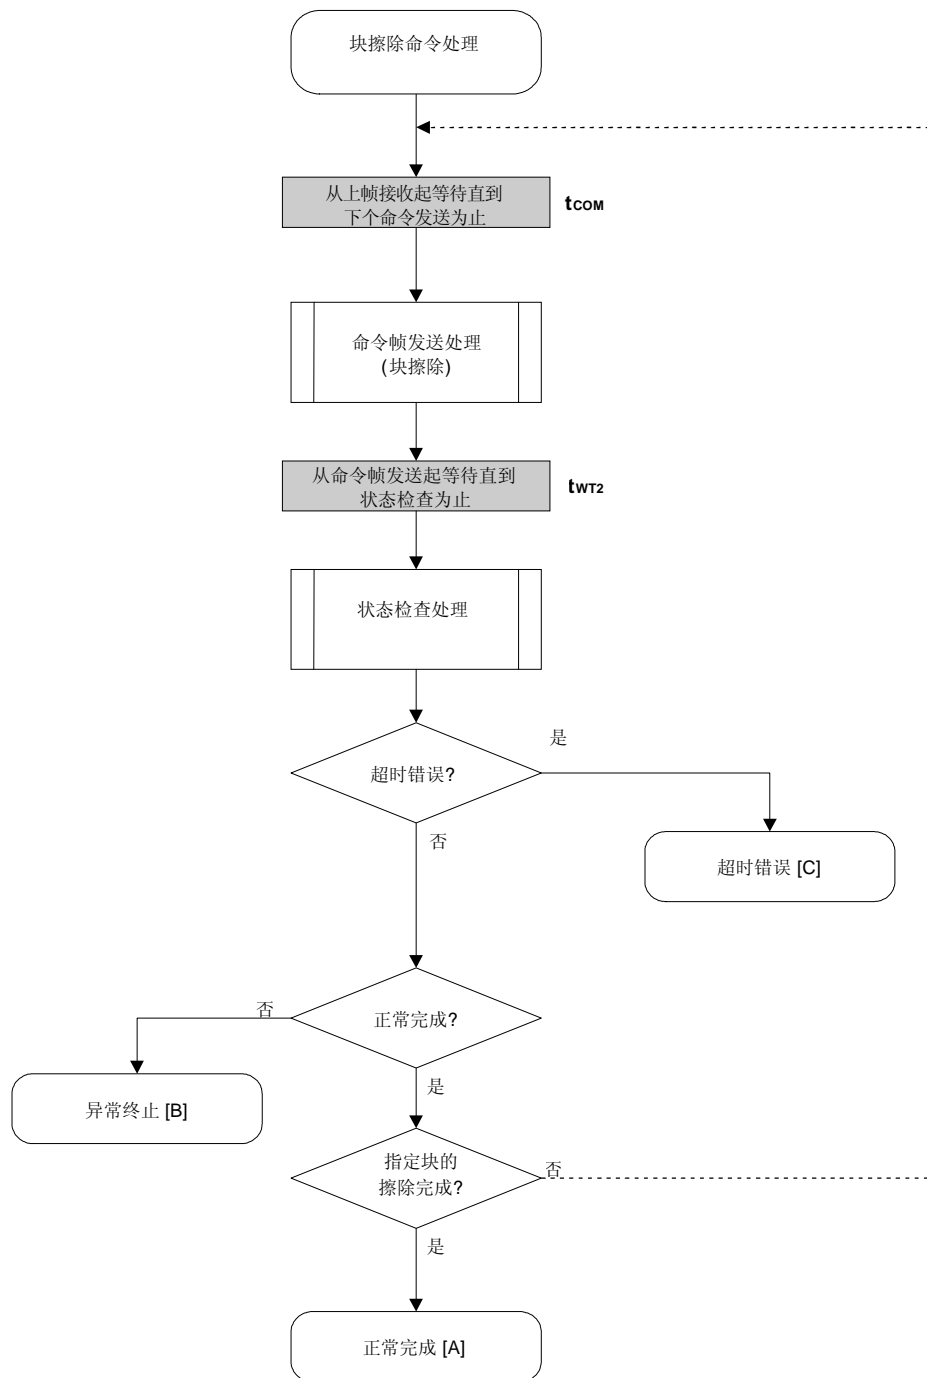 块擦除命令处理
从上帧接收起等待直到
下个命令发送为止
tCOM
命令帧发送处理
(块擦除)
从命令帧发送起等待直到
状态检查为止
tWT2
状态检查处理
是
超时错误?
否
超时错误 [C]
否
正常完成?
是
异常终止 [B]
指定块的
擦除完成?
否
是
正常完成 [A]